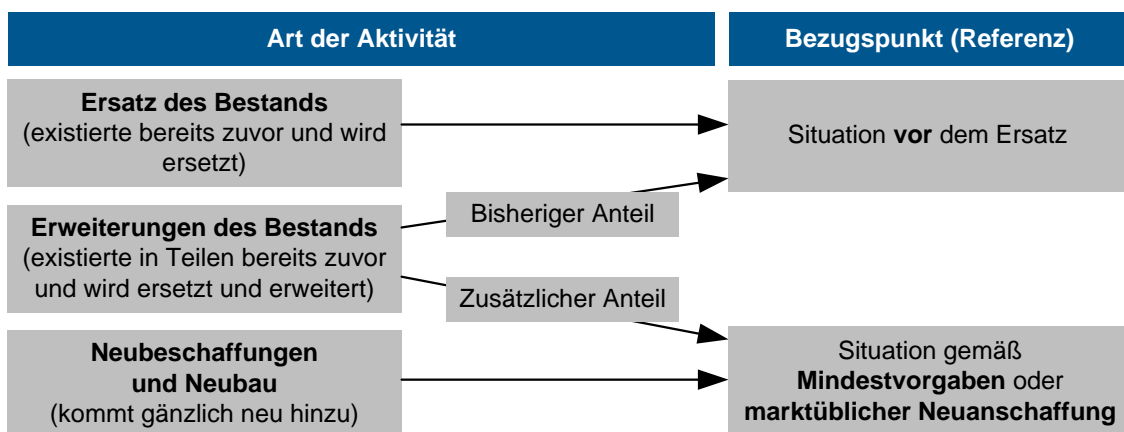 Art der Aktivität
Bezugspunkt (Referenz)
Ersatz des Bestands
(existierte bereits zuvor und wird
ersetzt)
Situation vor dem Ersatz
Bisheriger Anteil
Erweiterungen des Bestands
(existierte in Teilen bereits zuvor
und wird ersetzt und erweitert)
Zusätzlicher Anteil
Neubeschaffungen
und Neubau
(kommt gänzlich neu hinzu)
Situation gemäß
Mindestvorgaben oder
marktüblicher Neuanschaffung